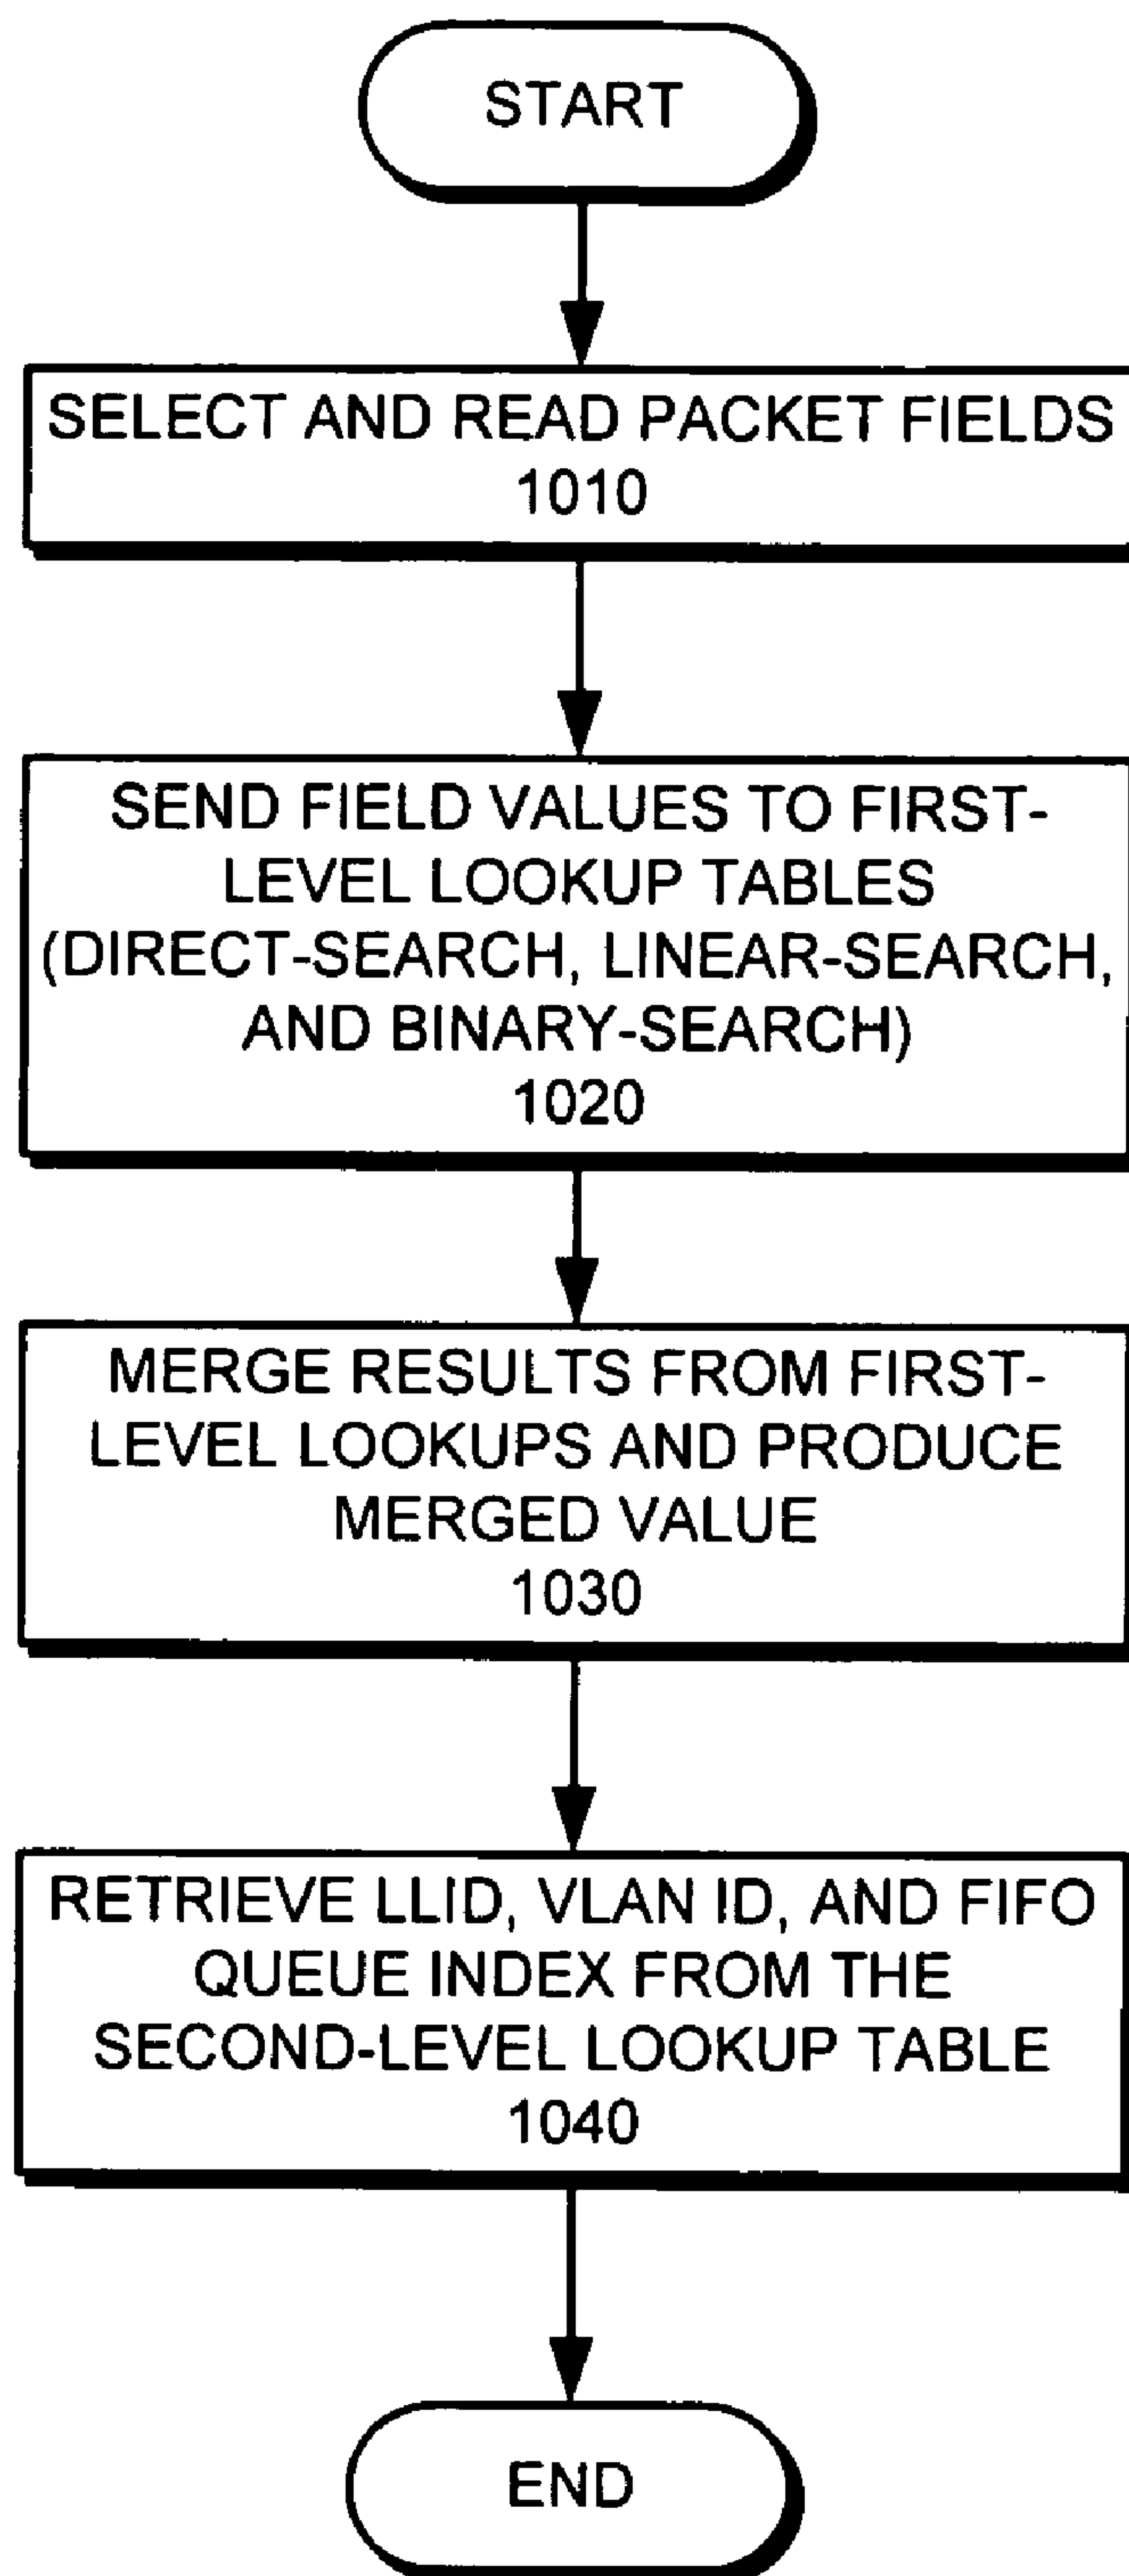 START
SELECT AND READ PACKET FIELDS
1010
SEND FIELD VALUES TO FIRST-
LEVEL LOOKUP TABLES
(DIRECT-SEARCH, LINEAR-SEARCH,
AND BINARY-SEARCH)
1020
MERGE RESULTS FROM FIRST-
LEVEL LOOKUPS AND PRODUCE
MERGED VALUE
1030
RETRIEVE LLID, VLAN ID, AND FIFO
QUEUE INDEX FROM THE
SECOND-LEVEL LOOKUP TABLE
1040
END